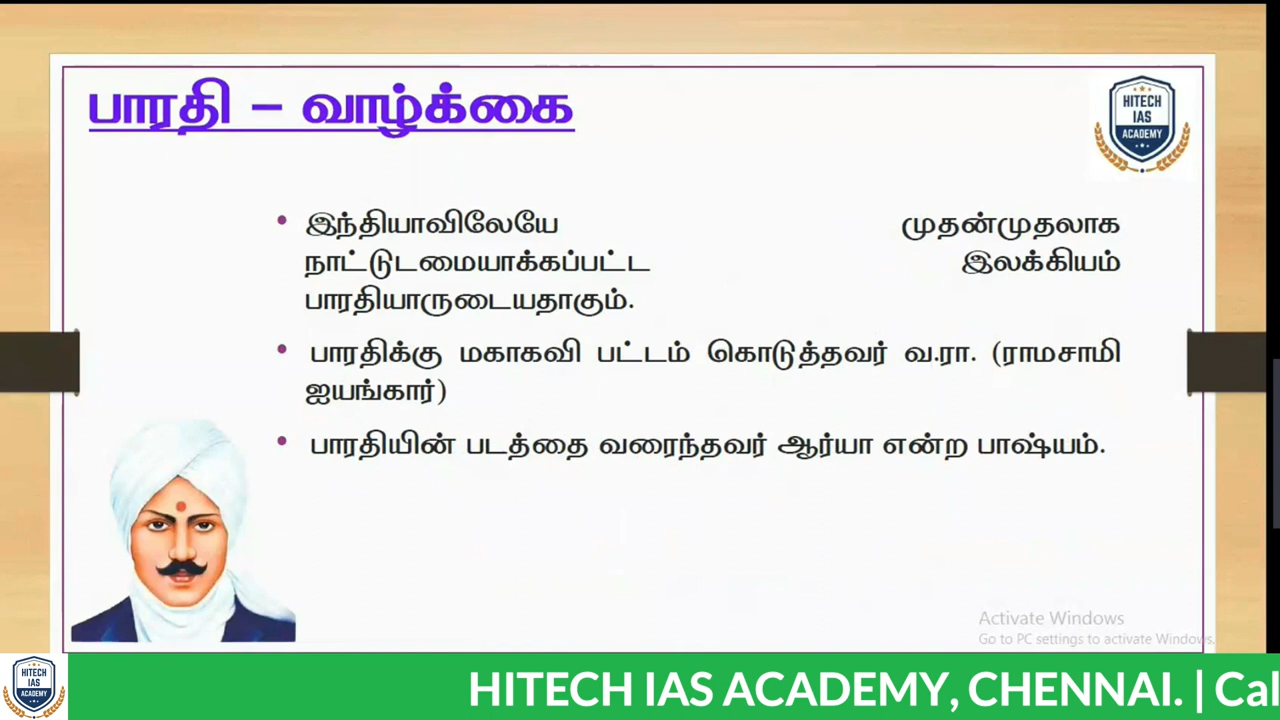 பாரதி – வாழ்க்கை
HITECH
IAS
ACADEMY
• இந்தியாவிலேயே முதன்முதலாக
நாட்டுடமையாக்கப்பட்ட இலக்கியம்
பாரதியாருடையதாகும்.
• பாரதிக்கு மகாகவி பட்டம் கொடுத்தவர் வ.ரா. (ராமசாமி
ஐயங்கார்)
• பாரதியின் படத்தை வரைந்தவர் ஆர்யா என்ற பாஷ்யம்.
Activate Windows
Go to PC settings to activate Windows.
HITECH
IAS
ACADEMY
HITECH IAS ACADEMY, CHENNAI. | Cal